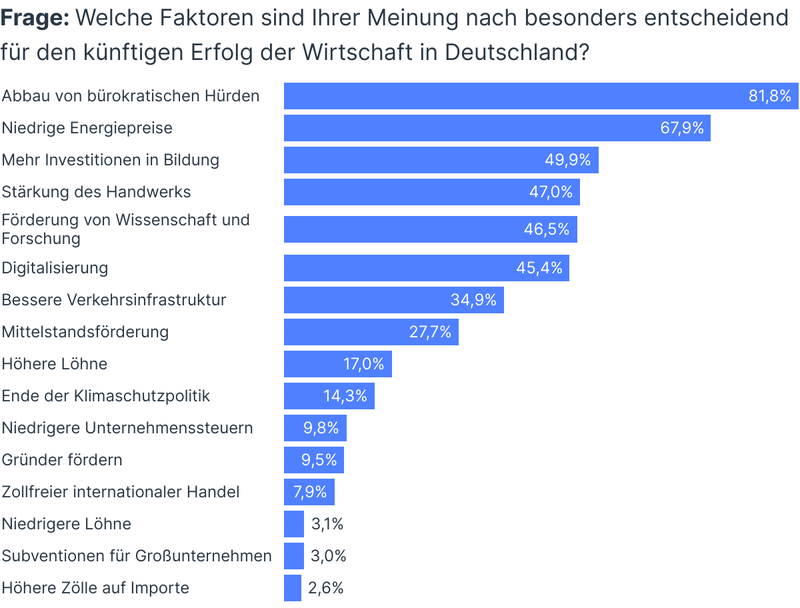 Frage: Welche Faktoren sind Ihrer Meinung nach besonders entscheidend
für den künftigen Erfolg der Wirtschaft in Deutschland?
Abbau von bürokratischen Hürden 81,8%
Niedrige Energiepreise 67,9%
Mehr Investitionen in Bildung 49,9%
Stärkung des Handwerks 47,0%
Förderung von Wissenschaft und
Forschung 46,5%
Digitalisierung 45,4%
Bessere Verkehrsinfrastruktur 34,9%
Mittelstandsförderung 27,7%
Höhere Löhne 17,0%
Ende der Klimaschutzpolitik 14,3%
Niedrigere Unternehmenssteuern 9,8%
Gründer fördern 9,5%
Zollfreier internationaler Handel 7,9%
Niedrigere Löhne 3,1%
Subventionen für Großunternehmen 3,0%
Höhere Zölle auf Importe 2,6%